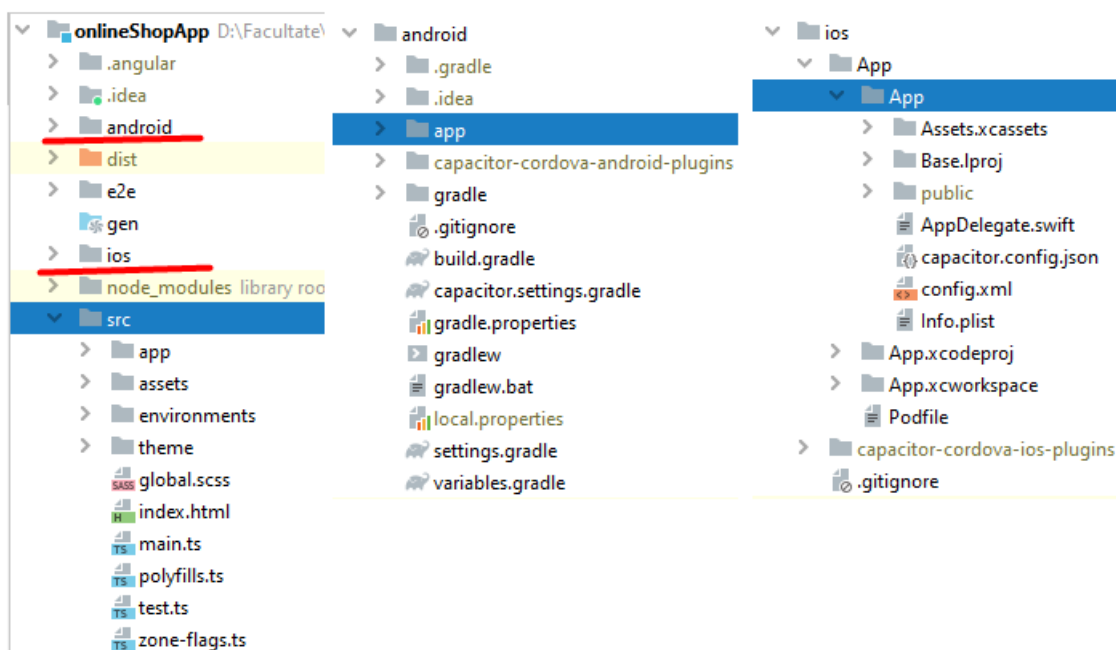 onlineShopApp D:\Facultate\
.angular
.idea
android
dist
e2e
gen
ios
node_modules library roo
src
app
assets
environments
theme
global.scss
index.html
main.ts
polyfills.ts
test.ts
zone-flags.ts
android
.gradle
.idea
app
capacitor-cordova-android-plugins
gradle
.gitignore
build.gradle
capacitor.settings.gradle
gradle.properties
gradlew
gradlew.bat
local.properties
settings.gradle
variables.gradle
ios
App
App
Assets.xcassets
Base.lproj
public
AppDelegate.swift
capacitor.config.json
config.xml
Info.plist
App.xcodeproj
App.xcworkspace
Podfile
capacitor-cordova-ios-plugins
.gitignore